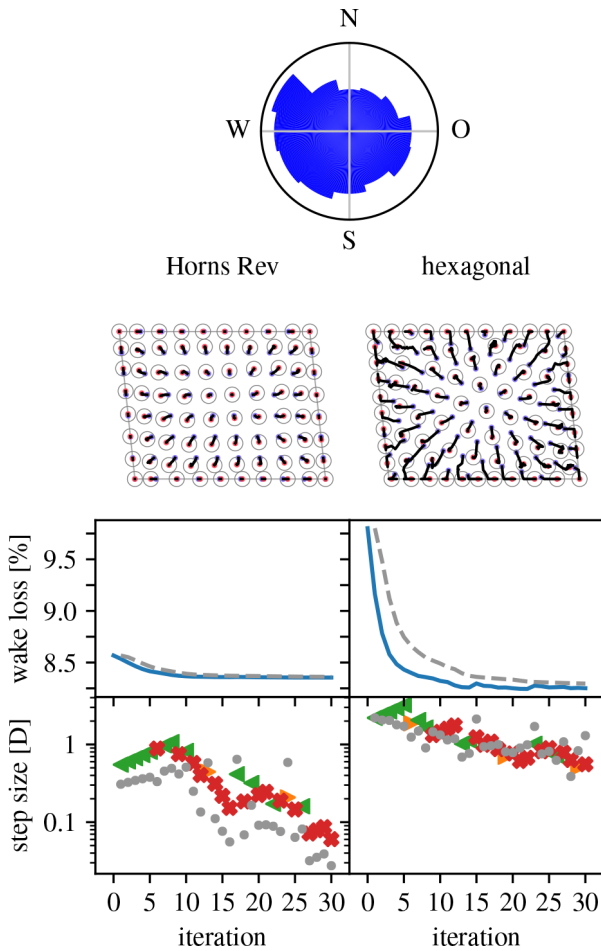 N
W
O
S
Horns Rev
hexagonal
wake loss [%]
9.5
9.0
8.5
step size [D]
1
0.1
0 5 10 15 20 25 30
0 5 10 15 20 25 30
iteration
iteration